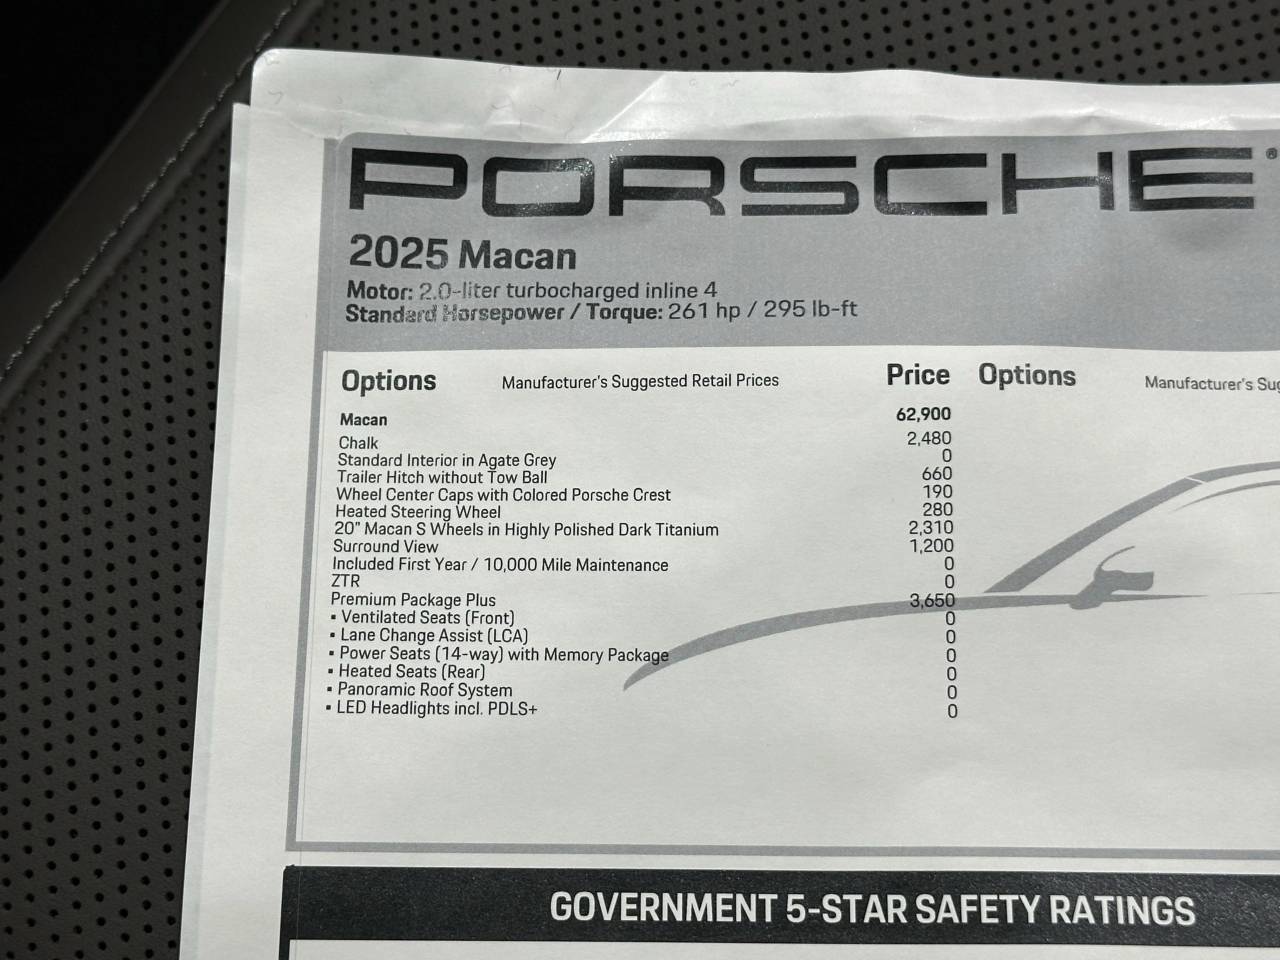 PORSCHE®
2025 Macan
Motor: 2.0-liter turbocharged inline 4
Standard Horsepower / Torque: 261 hp / 295 lb-ft
Options Manufacturer's Suggested Retail Prices Price Options Manufacturer's
Macan 62,900
Chalk 2,480
Standard Interior in Agate Grey 0
Trailer Hitch without Tow Ball 660
Wheel Center Caps with Colored Porsche Crest 190
Heated Steering Wheel 280
20" Macan S Wheels in Highly Polished Dark Titanium 2,310
Surround View 1,200
Included First Year / 10,000 Mile Maintenance 0
ZTR 0
Premium Package Plus 3,650
▪ Ventilated Seats (Front) 0
▪ Lane Change Assist (LCA) 0
▪ Power Seats (14-way) with Memory Package 0
▪ Heated Seats (Rear) 0
▪ Panoramic Roof System 0
▪ LED Headlights incl. PDLS+ 0
GOVERNMENT 5-STAR SAFETY RATINGS